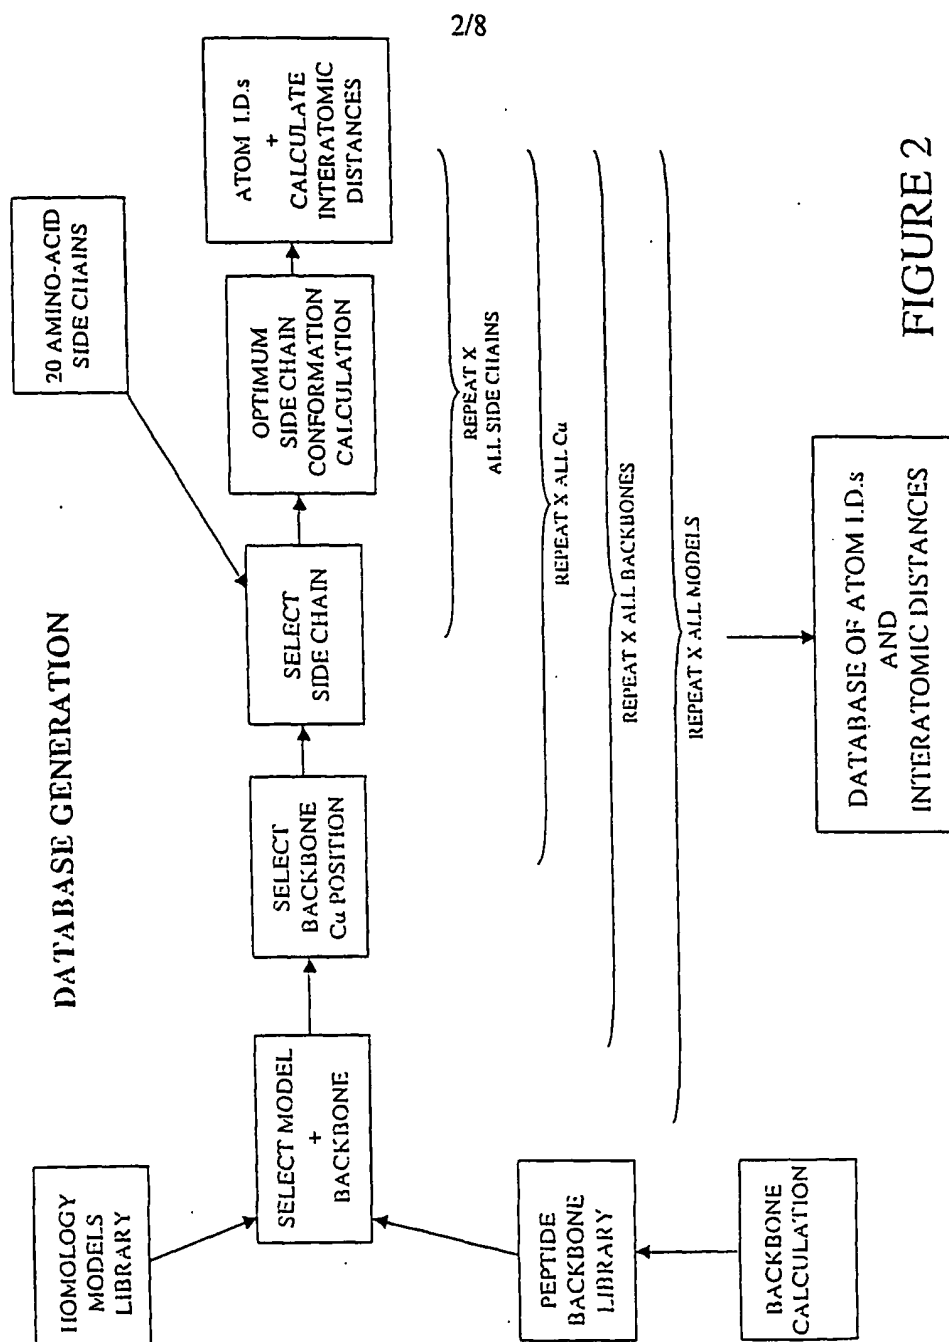 2/8
DATABASE GENERATION
HOMOLOGY
MODELS
LIBRARY
PEPTIDE
BACKBONE
LIBRARY
BACKBONE
CALCULATION
SELECT MODEL
+
BACKBONE
SELECT
BACKBONE
Cα POSITION
20 AMINO-ACID
SIDE CHAINS
SELECT
SIDE CHAIN
OPTIMUM
SIDE CHAIN
CONFORMATION
CALCULATION
ATOM I.D.s
+
CALCULATE
INTERATOMIC
DISTANCES
REPEAT X
ALL SIDE CHAINS
REPEAT X ALL Cα
REPEAT X ALL BACKBONES
REPEAT X ALL MODELS
DATABASE OF ATOM I.D.s
AND
INTERATOMIC DISTANCES
FIGURE 2